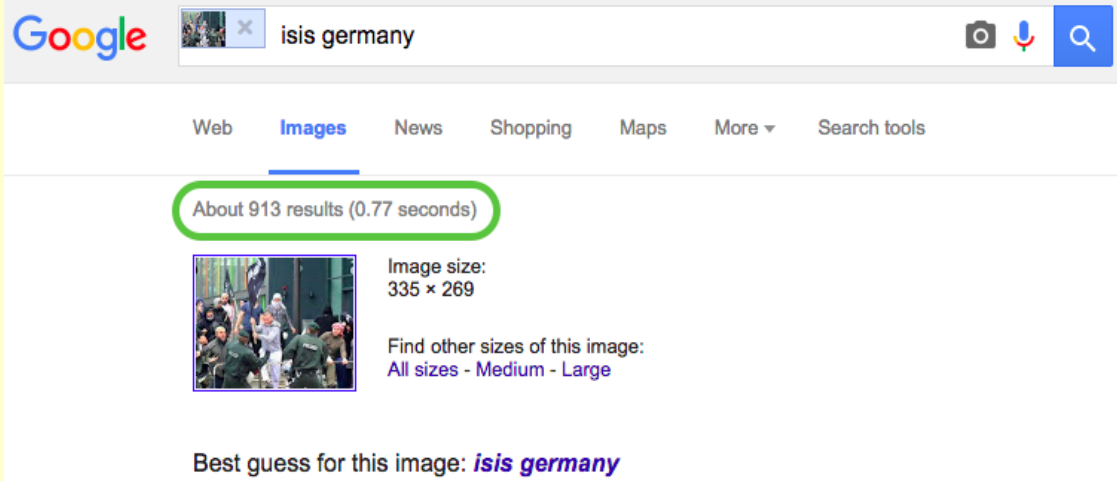 Google
isis germany
Web Images News Shopping Maps More Search tools
About 913 results (0.77 seconds)
Image size:
335 × 269
Find other sizes of this image:
All sizes - Medium - Large
Best guess for this image: isis germany